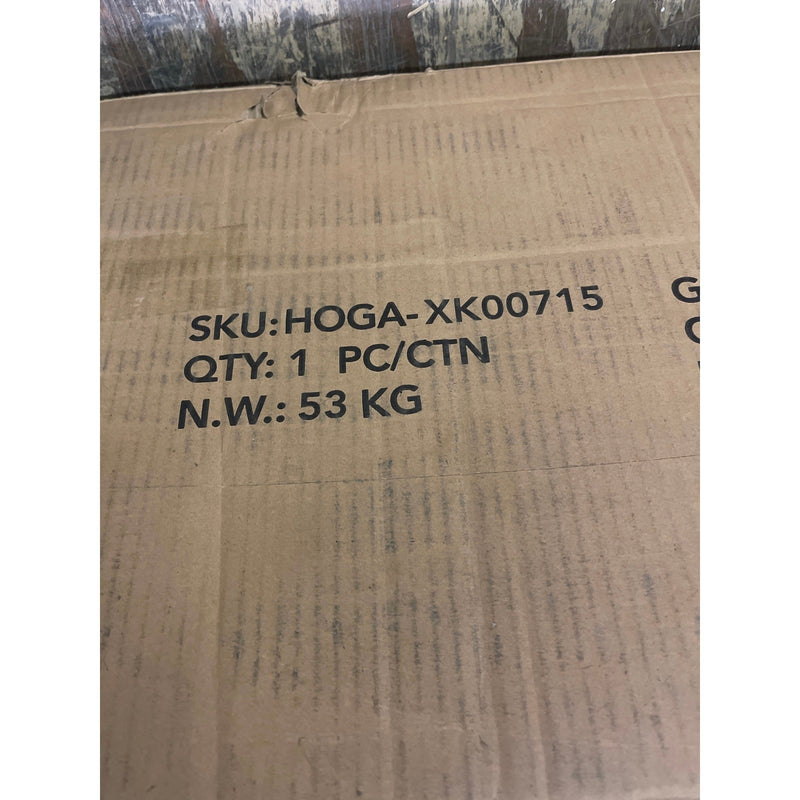 SKU: HOGA-XK00715
QTY: 1 PC/CTN
N.W.: 53 KG
G